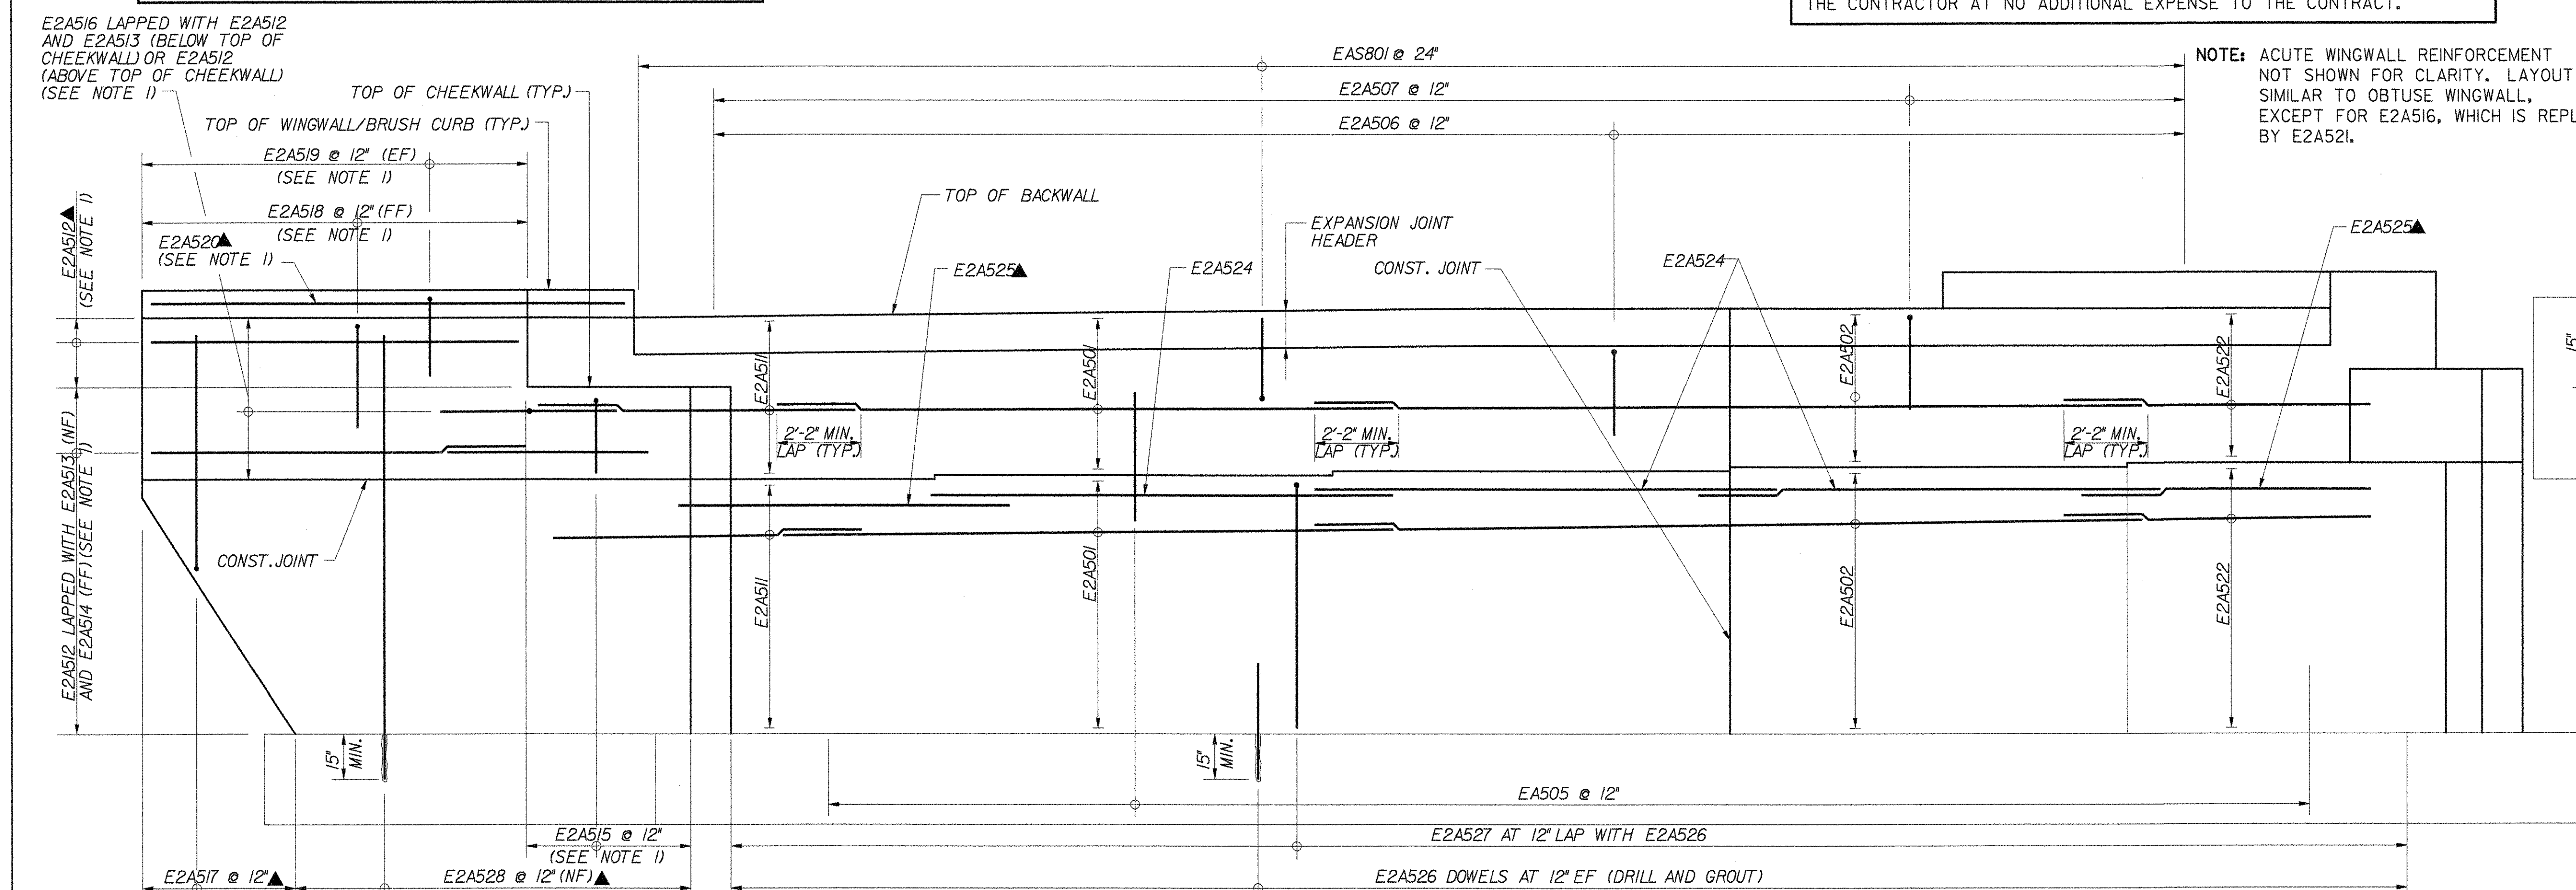 THE CONTRACTOR AT NO ADDITIONAL EXPENSE TO THE CONTRACT.
E2A516 LAPPED WITH E2A512
AND E2A513 (BELOW TOP OF
CHEEKWALL) OR E2A512
(ABOVE TOP OF CHEEKWALL)
(SEE NOTE 1)
NOTE: ACUTE WINGWALL REINFORCEMENT
NOT SHOWN FOR CLARITY. LAYOUT
SIMILAR TO OBTUSE WINGWALL,
EXCEPT FOR E2A516, WHICH IS REPL
BY E2A521.
EAS801 @ 24"
E2A507 @ 12"
E2A506 @ 12"
TOP OF CHEEKWALL (TYP.)
TOP OF WINGWALL/BRUSH CURB (TYP.)
E2A519 @ 12" (EF)
(SEE NOTE 1)
E2A518 @ 12" (FF)
(SEE NOTE 1)
E2A520▲
(SEE NOTE 1)
E2A512▲
(SEE NOTE 1)
TOP OF BACKWALL
EXPANSION JOINT
HEADER
E2A525▲
E2A524
CONST. JOINT
E2A524
E2A525▲
E2A511
E2A501
E2A502
E2A522
15"
2'-2" MIN.
LAP (TYP.)
2'-2" MIN.
LAP (TYP.)
2'-2" MIN.
LAP (TYP.)
E2A512 LAPPED WITH E2A513 (NF)
AND E2A514 (FF) (SEE NOTE 1)
CONST. JOINT
E2A511
E2A501
E2A502
E2A522
15"
MIN.
15"
MIN.
EA505 @ 12"
E2A515 @ 12"
(SEE NOTE 1)
E2A527 AT 12" LAP WITH E2A526
E2A517 @ 12"▲
E2A528 @ 12" (NF)▲
E2A526 DOWELS AT 12" EF (DRILL AND GROUT)